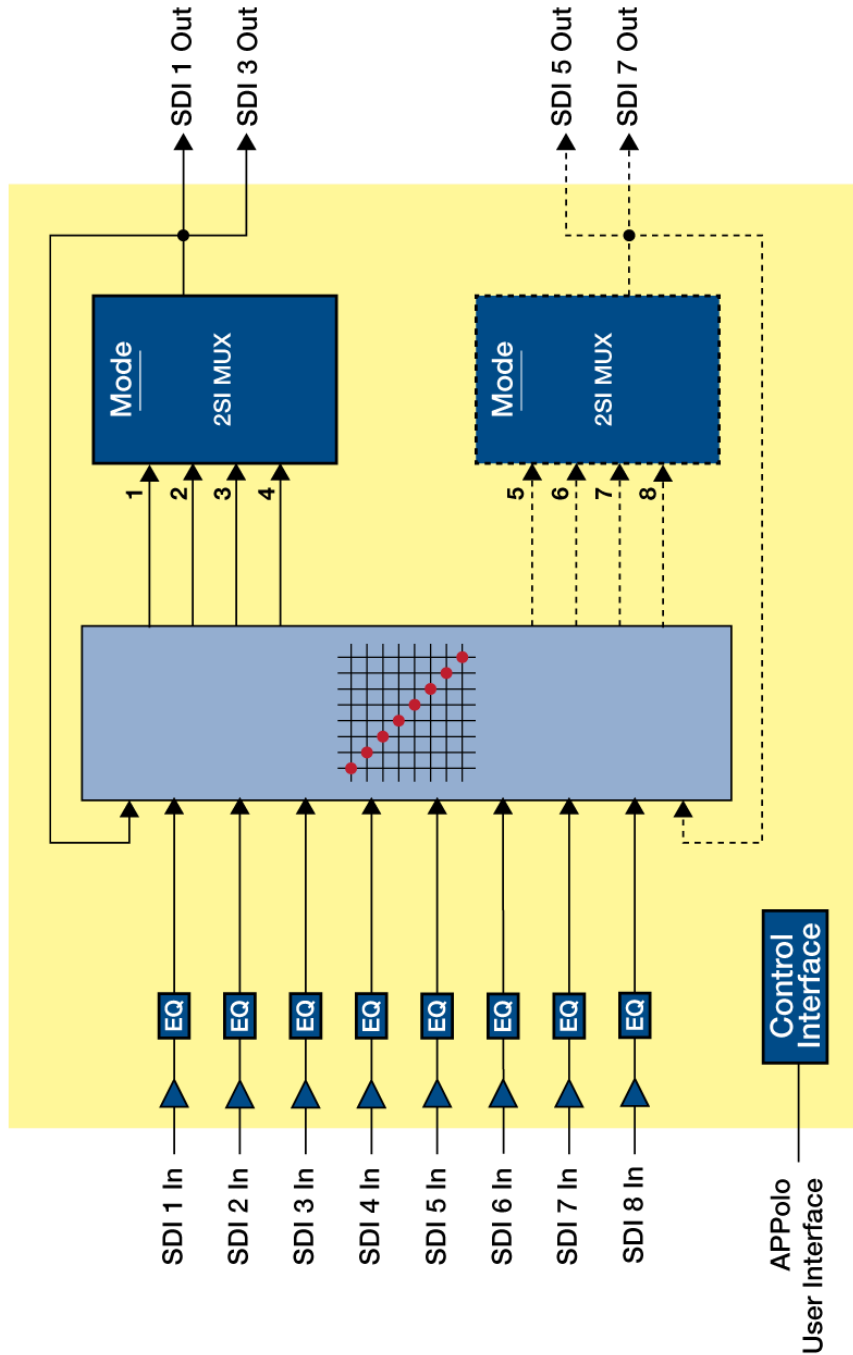 SDI 1 In
EQ
SDI 2 In
EQ
SDI 3 In
EQ
SDI 4 In
EQ
SDI 5 In
EQ
SDI 6 In
EQ
SDI 7 In
EQ
SDI 8 In
EQ
1
2
3
4
Mode
2SI MUX
SDI 1 Out
SDI 3 Out
5
6
7
8
Mode
2SI MUX
SDI 5 Out
SDI 7 Out
APPolo
User Interface
Control
Interface